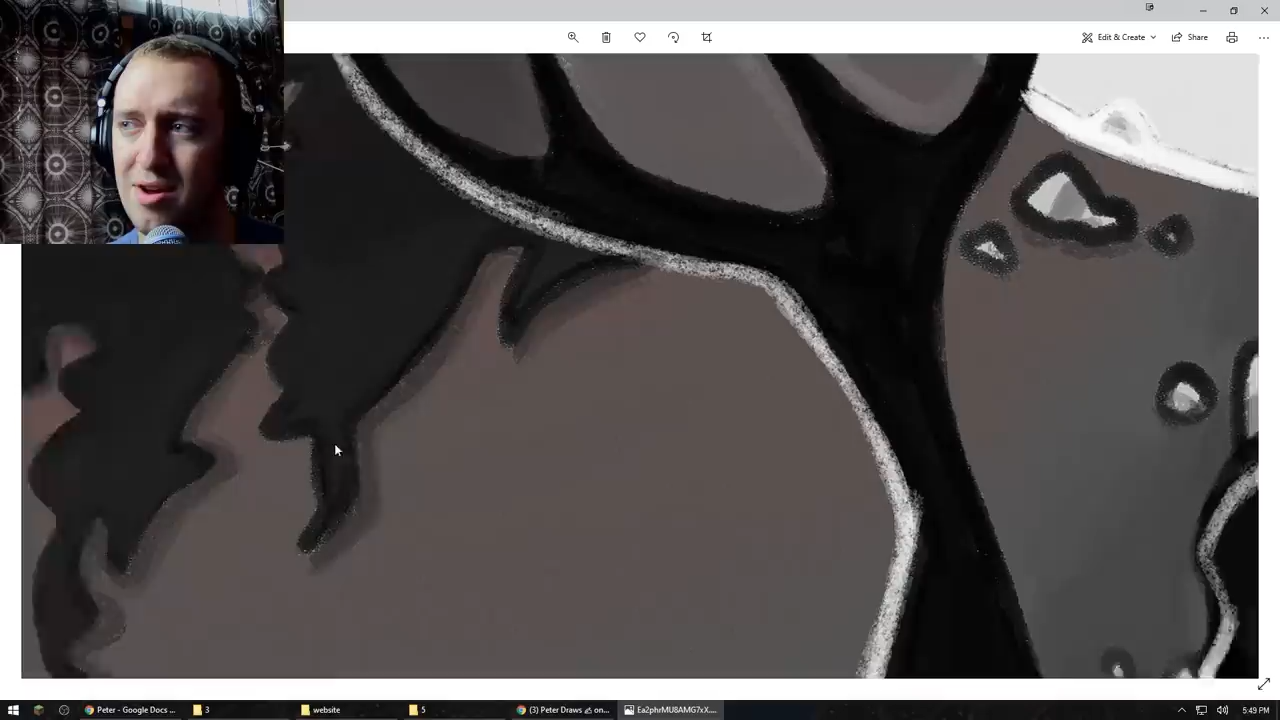 Edit & Create
Share
Peter - Google Docs ...
3
website
5
(3) Peter Draws ✍ on...
Ea2phrMU8AMG7xX....
5:49 PM